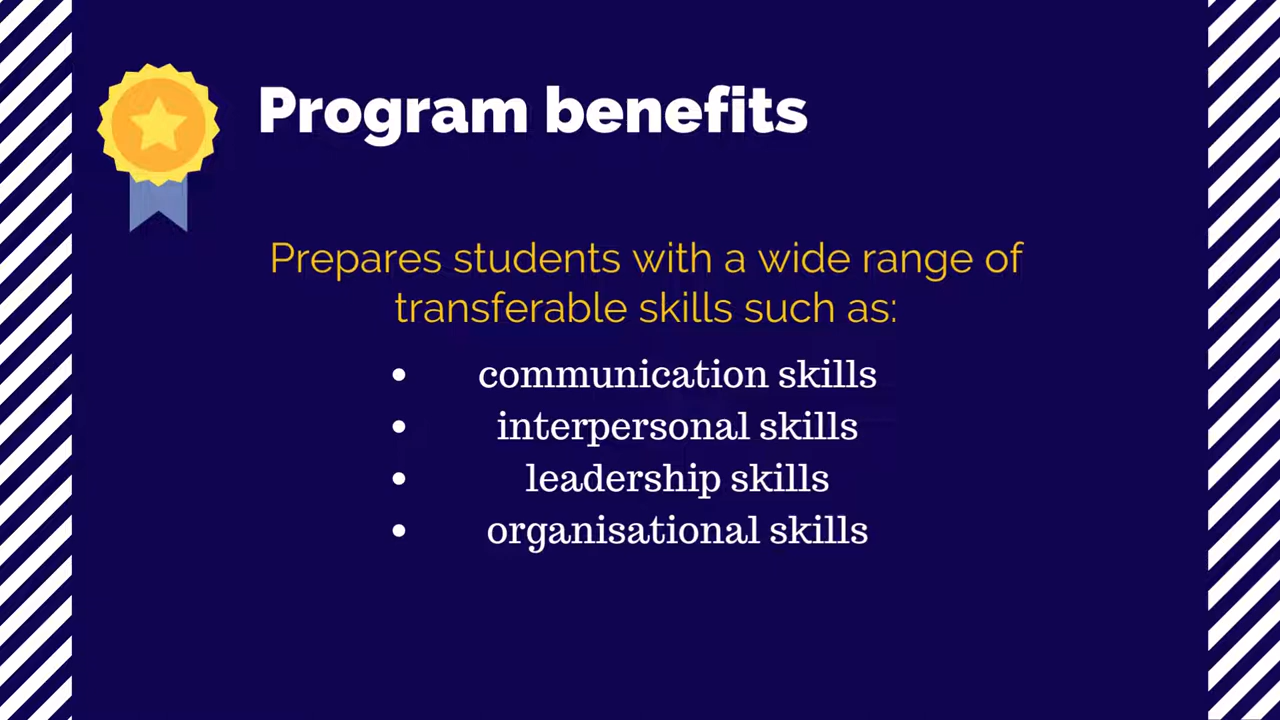 Program benefits
Prepares students with a wide range of
transferable skills such as:
• communication skills
• interpersonal skills
• leadership skills
• organisational skills